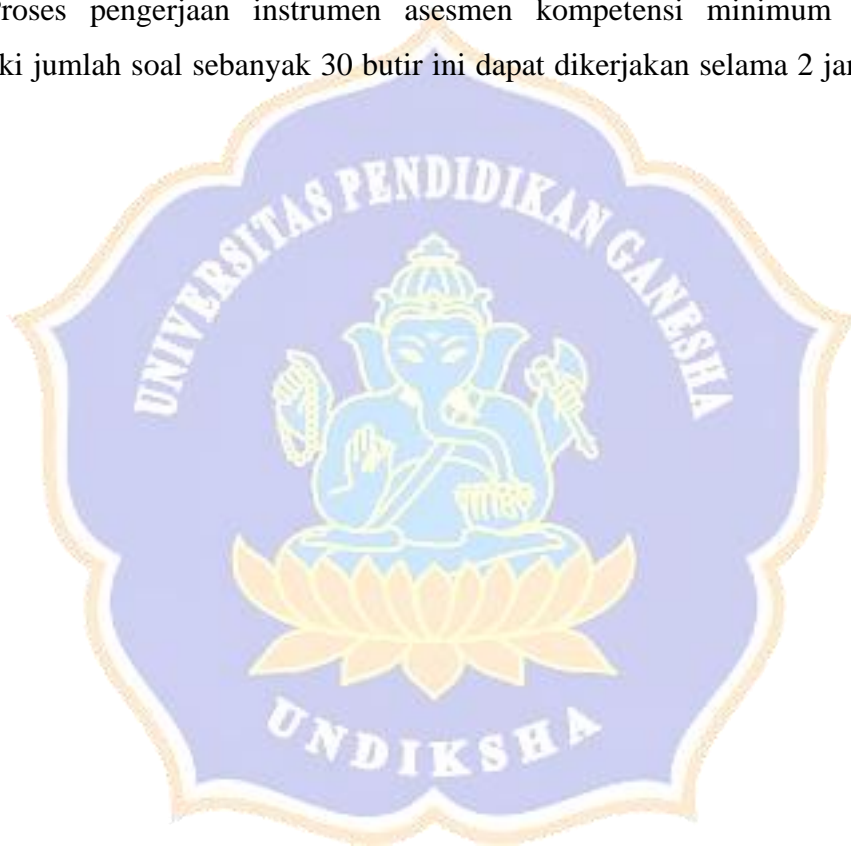 Proses pengerjaan instrumen asesmen kompetensi minimum
ki jumlah soal sebanyak 30 butir ini dapat dikerjakan selama 2 jam
UNIVERSITAS PENDIDIKAN GANESHA
UNDIKSHA